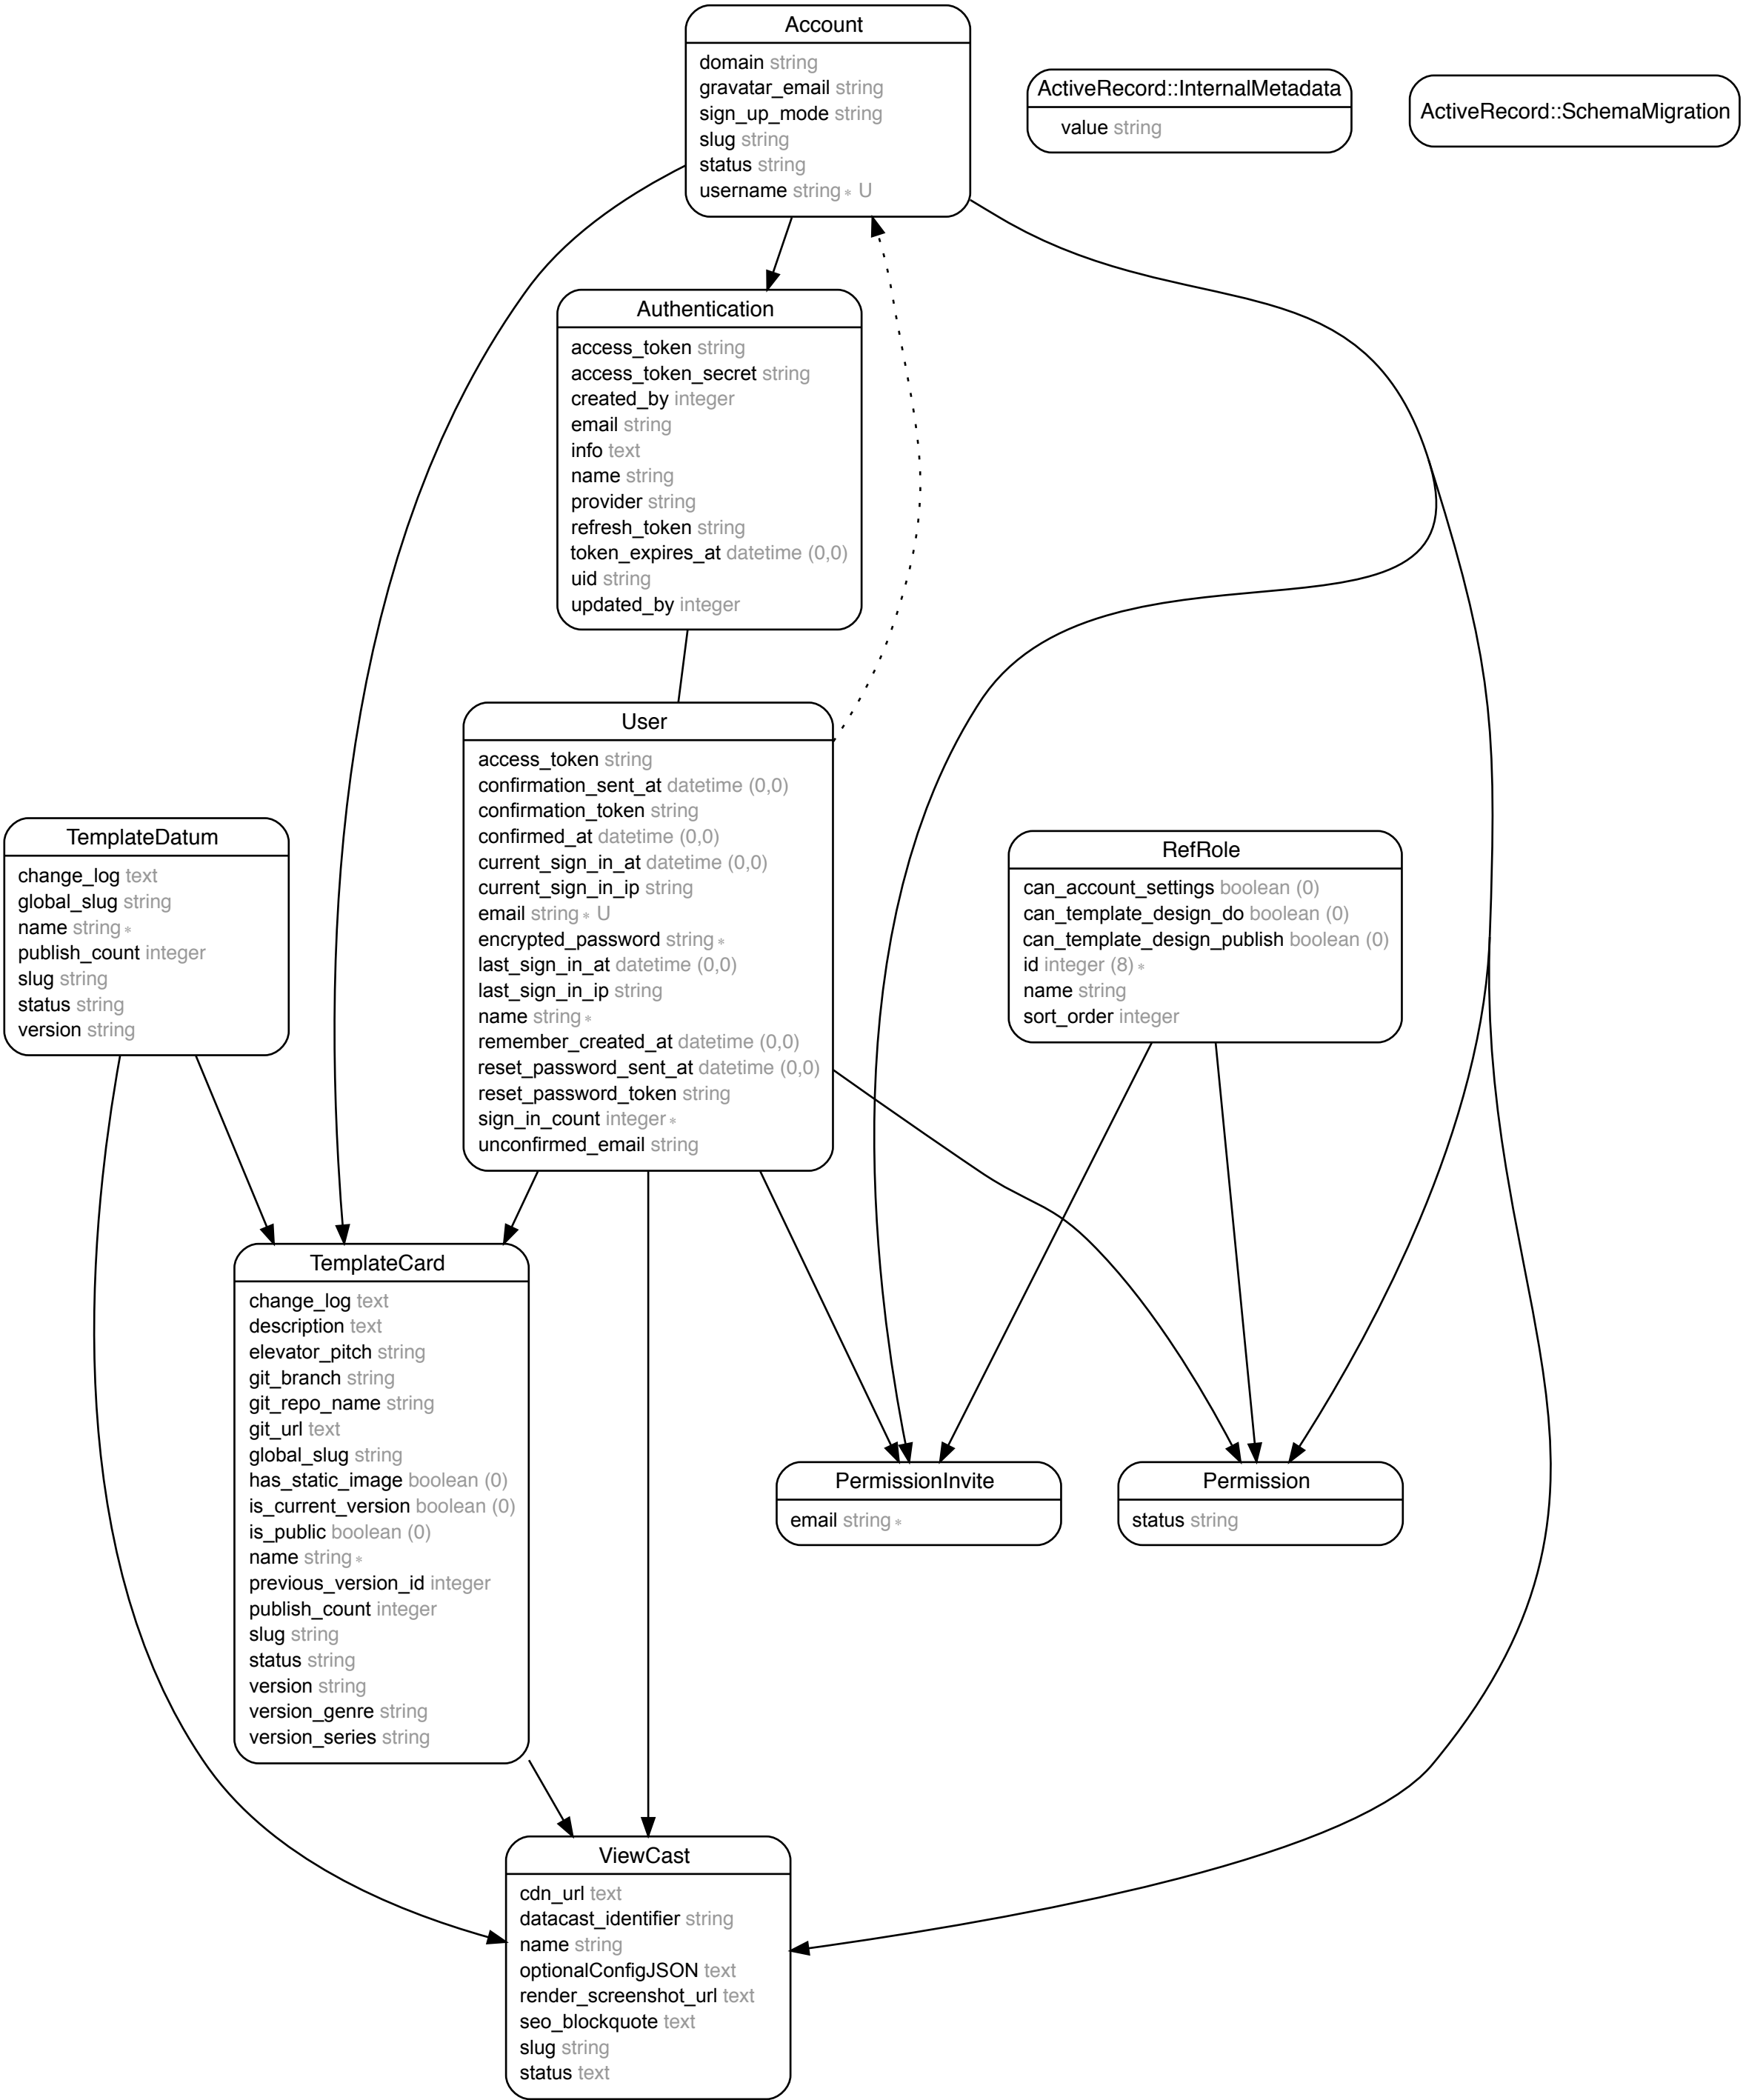 Account
domain string
gravatar_email string
sign_up_mode string
slug string
status string
username string∗ U
ActiveRecord::InternalMetadata
value string
ActiveRecord::SchemaMigration
Authentication
access_token string
access_token_secret string
created_by integer
email string
info text
name string
provider string
refresh_token string
token_expires_at datetime (0,0)
uid string
updated_by integer
User
access_token string
confirmation_sent_at datetime (0,0)
confirmation_token string
confirmed_at datetime (0,0)
current_sign_in_at datetime (0,0)
current_sign_in_ip string
email string∗ U
encrypted_password string∗
last_sign_in_at datetime (0,0)
last_sign_in_ip string
name string∗
remember_created_at datetime (0,0)
reset_password_sent_at datetime (0,0)
reset_password_token string
sign_in_count integer∗
unconfirmed_email string
TemplateDatum
change_log text
global_slug string
name string∗
publish_count integer
slug string
status string
version string
RefRole
can_account_settings boolean (0)
can_template_design_do boolean (0)
can_template_design_publish boolean (0)
id integer (8)∗
name string
sort_order integer
TemplateCard
change_log text
description text
elevator_pitch string
git_branch string
git_repo_name string
git_url text
global_slug string
has_static_image boolean (0)
is_current_version boolean (0)
is_public boolean (0)
name string∗
previous_version_id integer
publish_count integer
slug string
status string
version string
version_genre string
version_series string
PermissionInvite
email string∗
Permission
status string
ViewCast
cdn_url text
datacast_identifier string
name string
optionalConfigJSON text
render_screenshot_url text
seo_blockquote text
slug string
status text